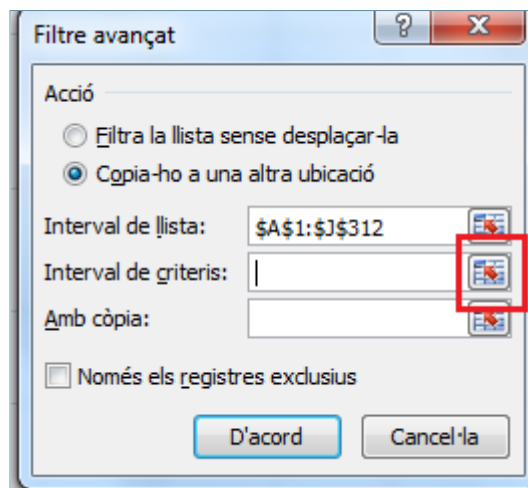 Filtre avançat
Acció
Filtra la llista sense desplaçar-la
Copia-ho a una altra ubicació
Interval de llista: $A$1:$J$312
Interval de criteris:
Amb còpia:
Només els registres exclusius
D'acord Cancel·la